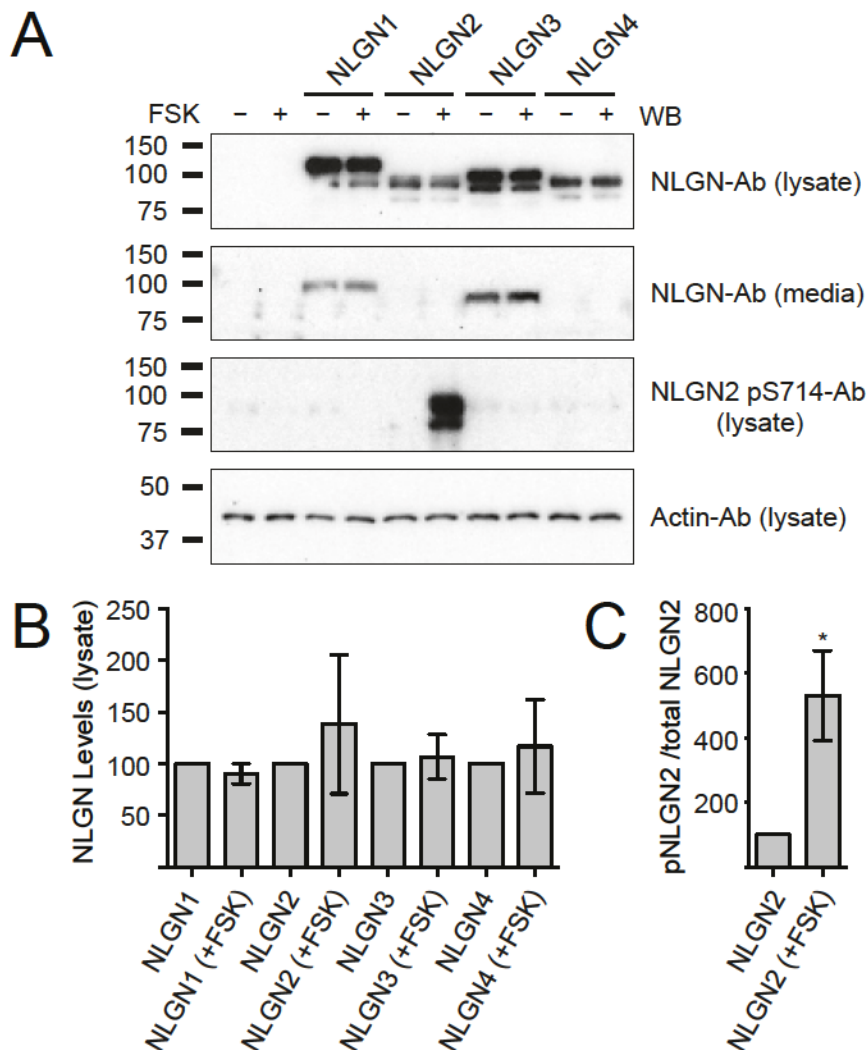 A
NLGN1 NLGN2 NLGN3 NLGN4
FSK − + − + − + − + − + WB
150
100
75
NLGN-Ab (lysate)
150
100
75
NLGN-Ab (media)
150
100
75
NLGN2 pS714-Ab
(lysate)
50
37
Actin-Ab (lysate)
B
NLGN Levels (lysate)
250
200
150
100
50
NLGN1
NLGN1 (+FSK)
NLGN2
NLGN2 (+FSK)
NLGN3
NLGN3 (+FSK)
NLGN4
NLGN4 (+FSK)
C
pNLGN2 /total NLGN2
800
600
400
200
*
NLGN2
NLGN2 (+FSK)